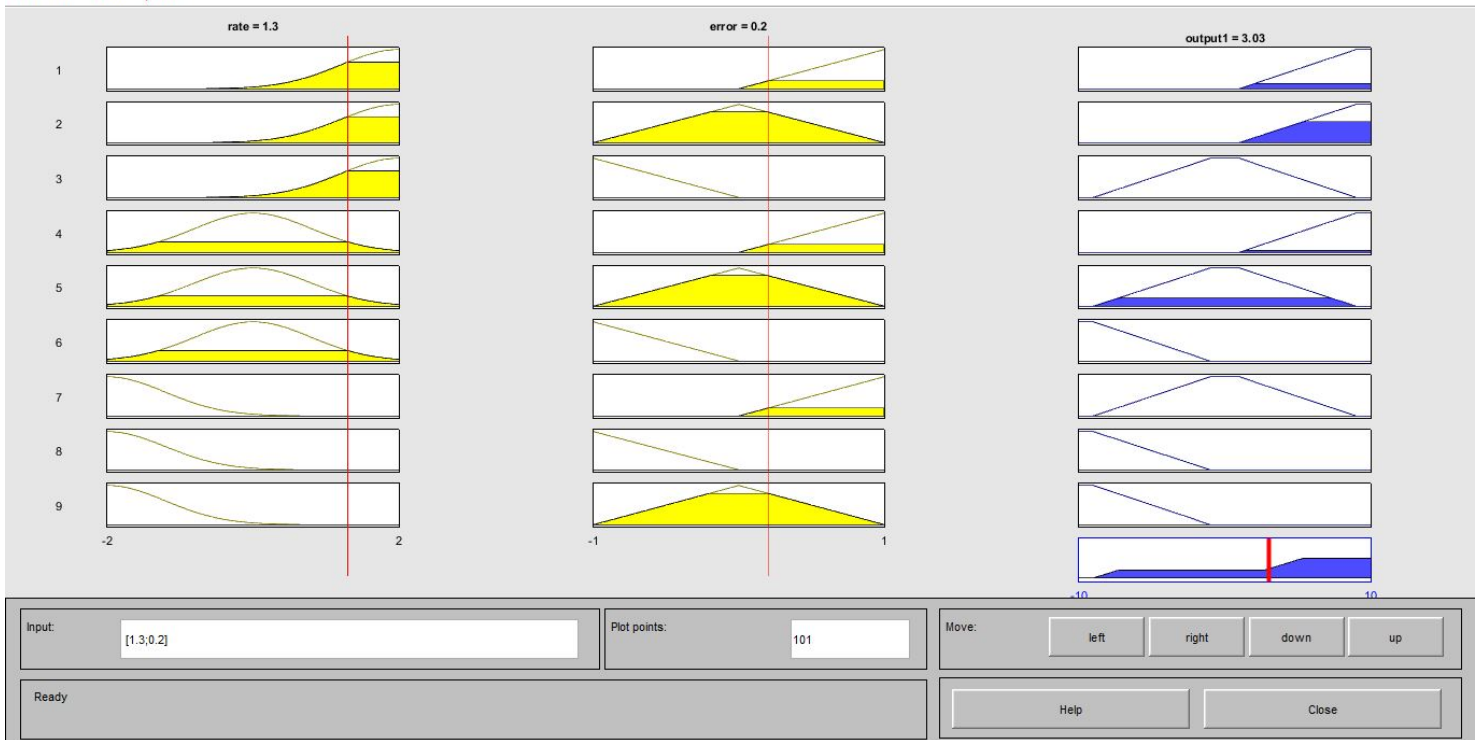 rate = 1.3
error = 0.2
output1 = 3.03
1
2
3
4
5
6
7
8
9
-2
2
-1
1
-10
10
Input:
[1.3;0.2]
Plot points:
101
Move:
left
right
down
up
Ready
Help
Close